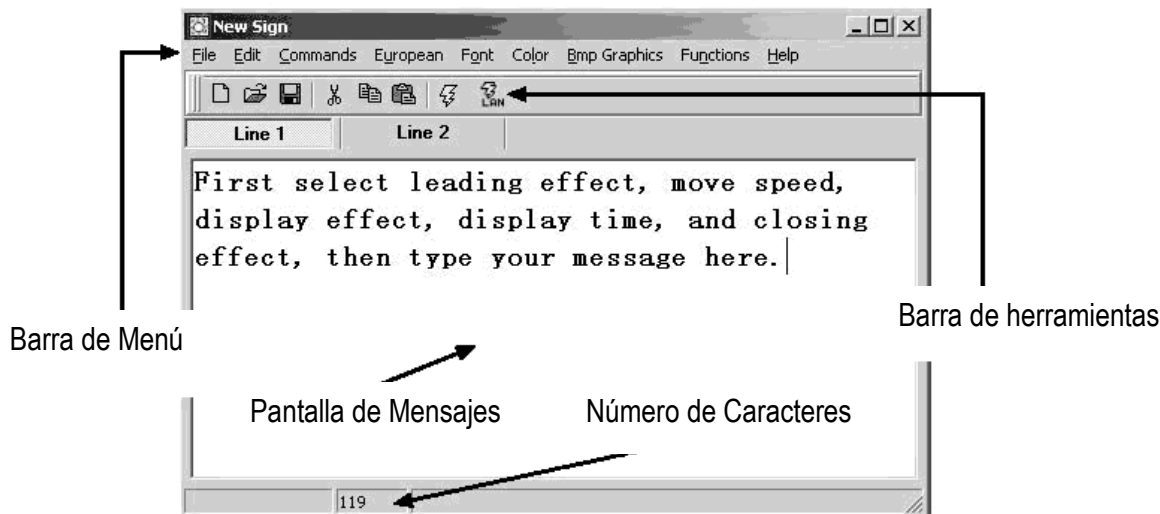 New Sign
File Edit Commands European Font Color Bmp Graphics Functions Help
LAN
Line 1 Line 2
First select leading effect, move speed,
display effect, display time, and closing
effect, then type your message here.
Barra de herramientas
Barra de Menú
Pantalla de Mensajes Número de Caracteres
119